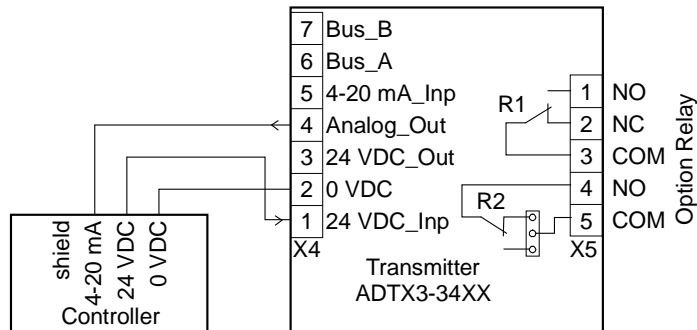 7 Bus_B
6 Bus_A
5 4-20 mA_Inp
4 Analog_Out
3 24 VDC_Out
2 0 VDC
1 24 VDC_Inp
X4
R1
R2
1 NO
2 NC
3 COM
4 NO
5 COM
X5
Option Relay
Transmitter
ADTX3-34XX
shield
4-20 mA
24 VDC
0 VDC
Controller